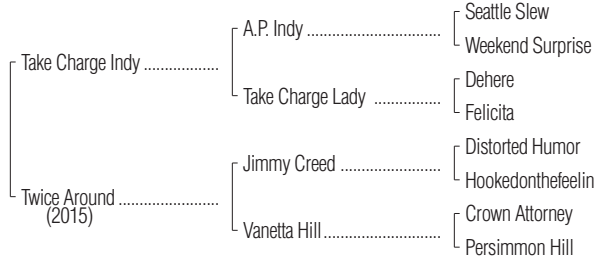 Seattle Slew
A.P. Indy ..............................
Weekend Surprise
Take Charge Indy .................
Dehere
Take Charge Lady ...............
Felicita
Distorted Humor
Jimmy Creed ......................
Hookedonthefeelin
Twice Around ......................
(2015)
Crown Attorney
Vanetta Hill..........................
Persimmon Hill